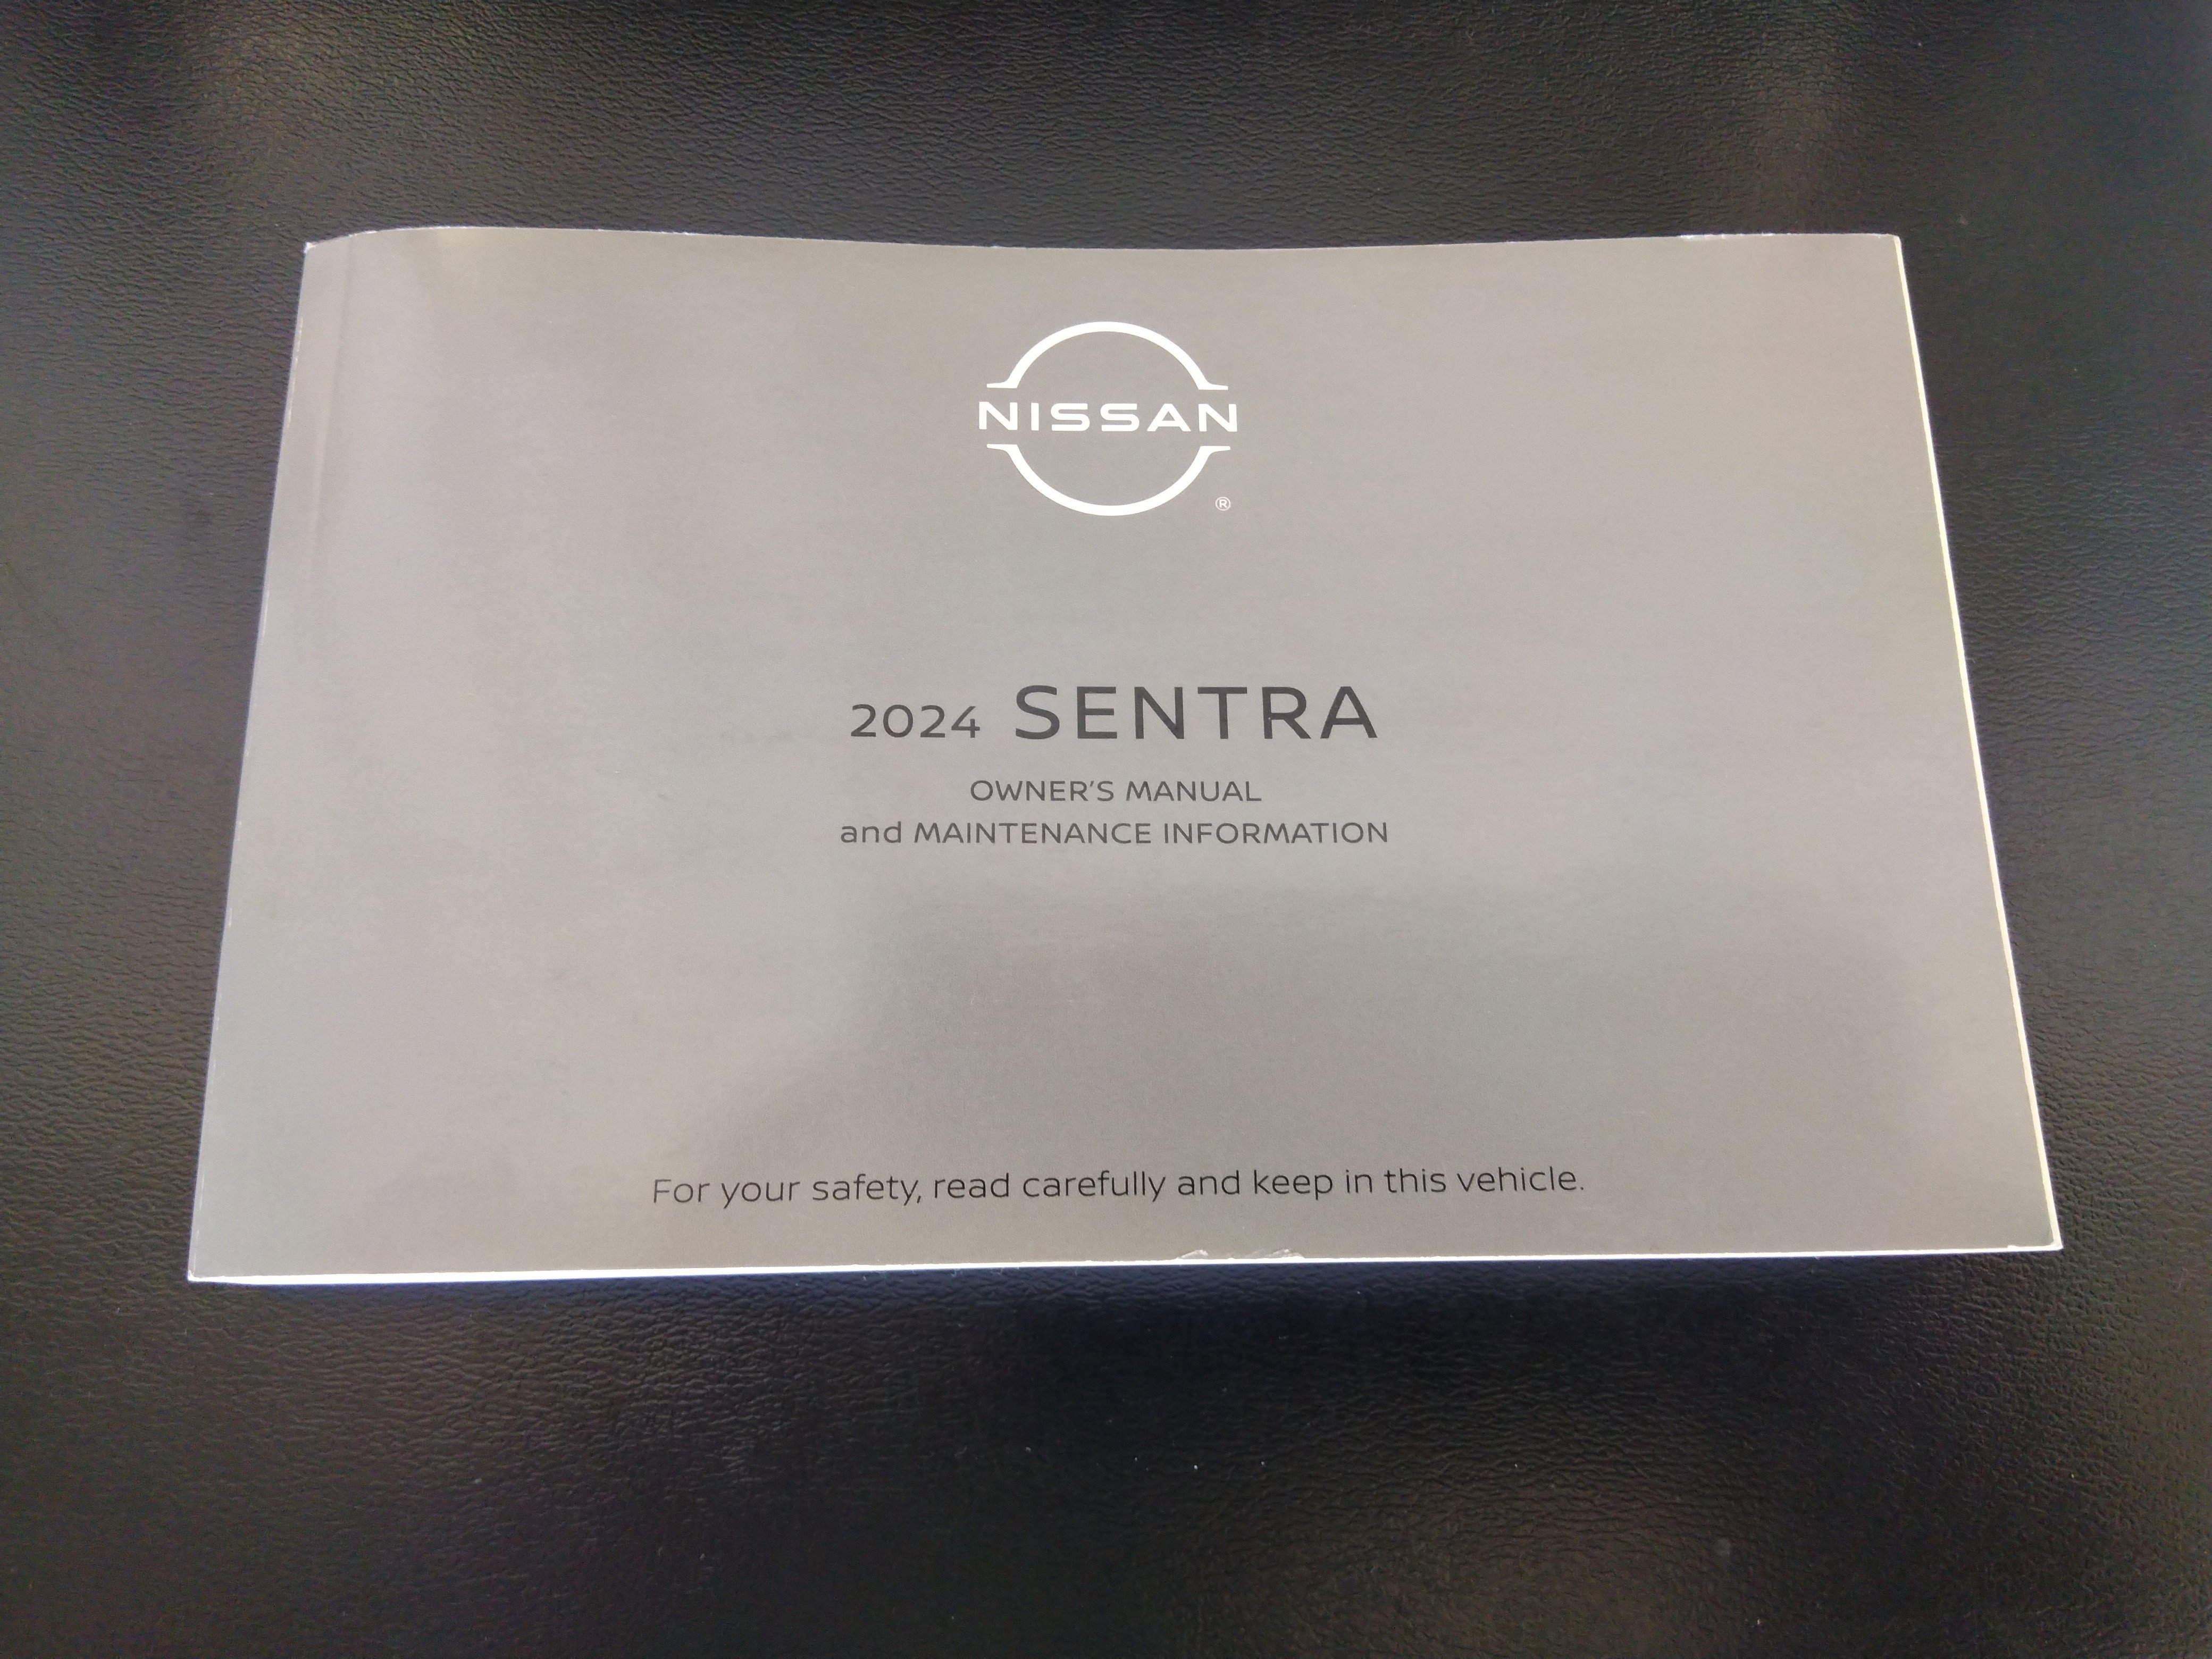 NISSAN
®
2024 SENTRA
OWNER'S MANUAL
and MAINTENANCE INFORMATION
For your safety, read carefully and keep in this vehicle.